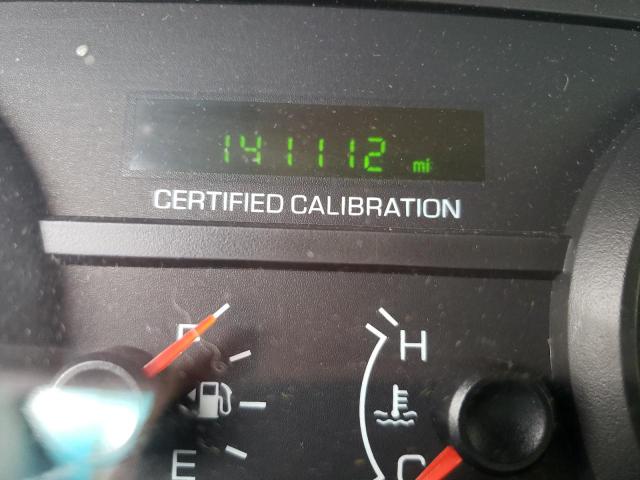 141112 mi
CERTIFIED CALIBRATION
F H
E C